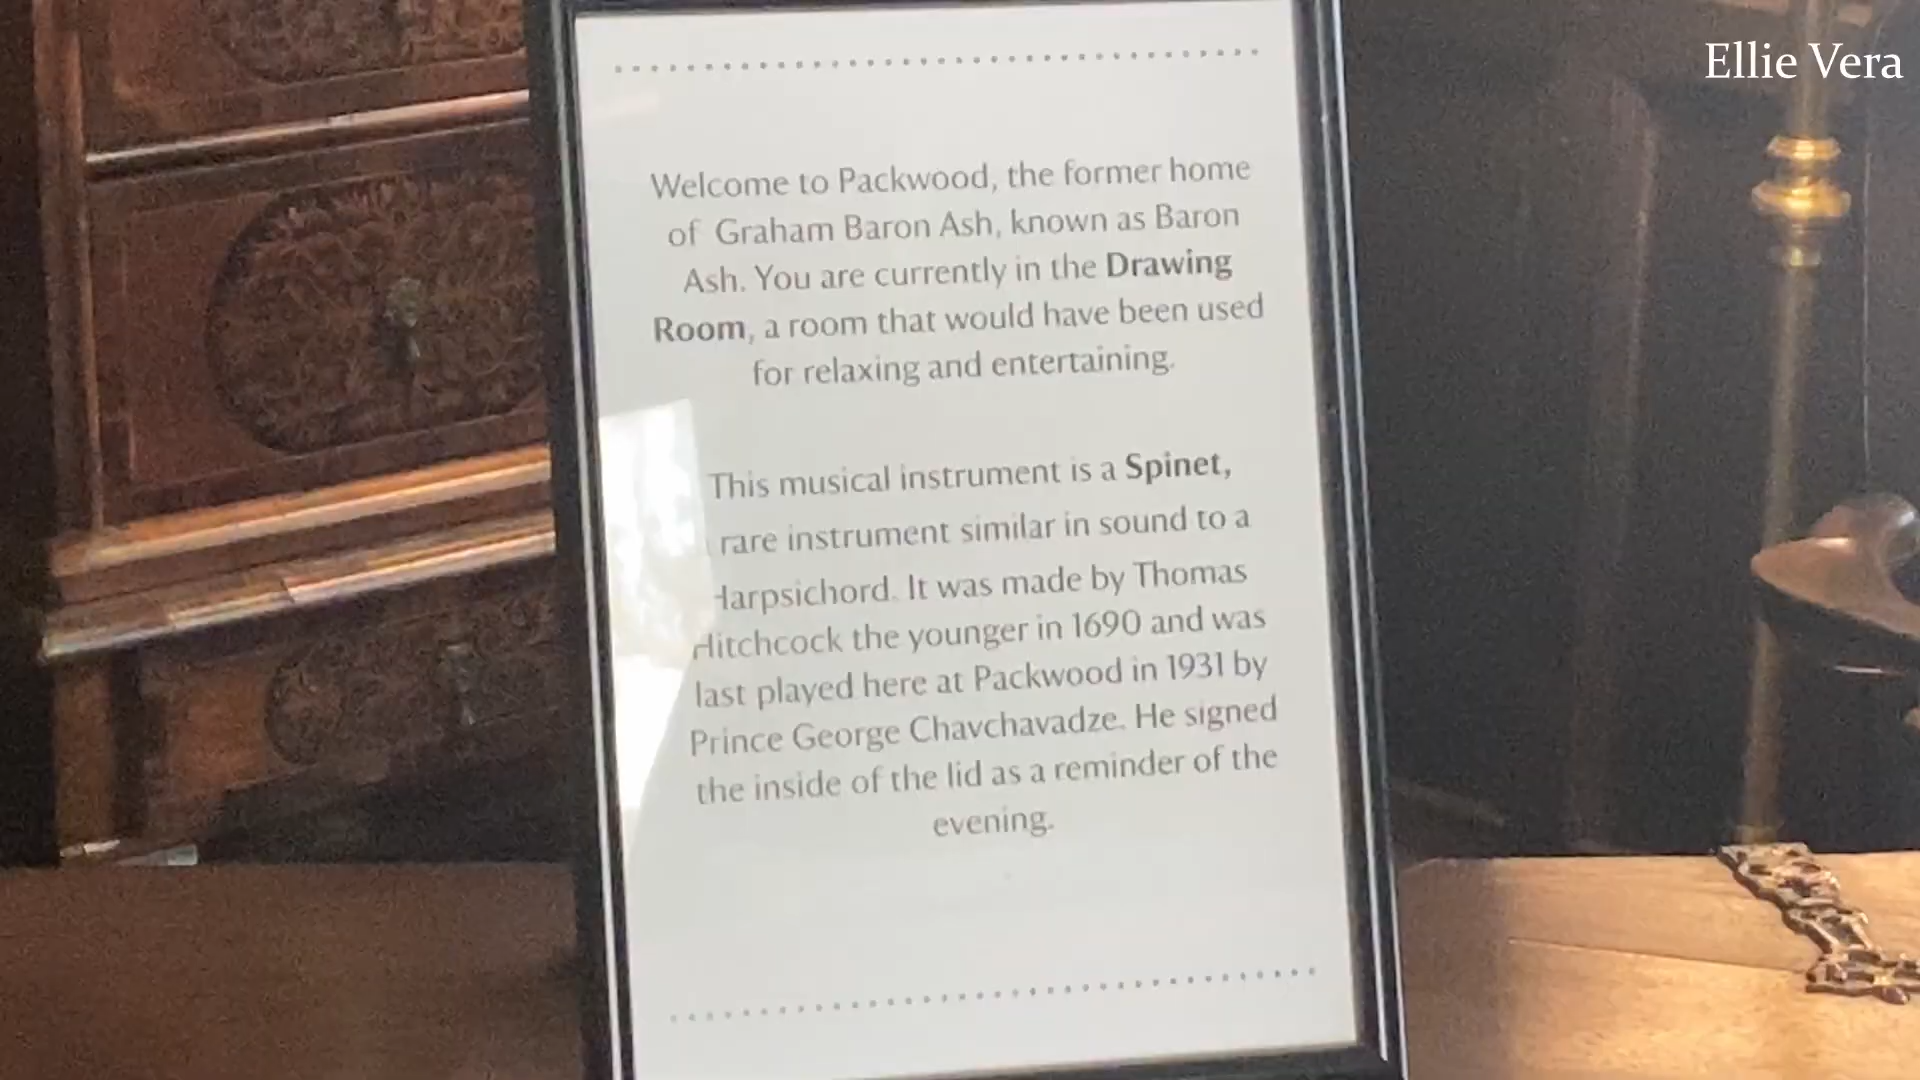 Ellie Vera
Welcome to Packwood, the former home
of Graham Baron Ash, known as Baron
Ash. You are currently in the Drawing
Room, a room that would have been used
for relaxing and entertaining.
This musical instrument is a Spinet,
rare instrument similar in sound to a
Harpsichord. It was made by Thomas
Hitchcock the younger in 1690 and was
last played here at Packwood in 1931 by
Prince George Chavchavadze. He signed
the inside of the lid as a reminder of the
evening.